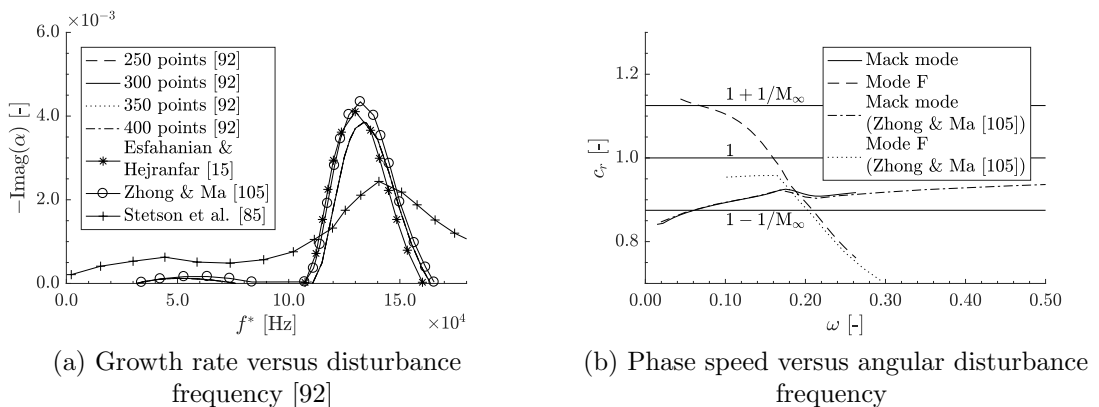 ×10⁻³
6.0
4.0
2.0
0.0
−Imag(α) [-]
250 points [92]
300 points [92]
350 points [92]
400 points [92]
Esfahanian &
Hejranfar [15]
Zhong & Ma [105]
Stetson et al. [85]
0.0 5.0 10.0 15.0
×10⁴
f* [Hz]
(a) Growth rate versus disturbance
frequency [92]
1.2
1.0
0.8
c_r [-]
Mack mode
Mode F
Mack mode
(Zhong & Ma [105])
Mode F
(Zhong & Ma [105])
1 + 1/M∞
1
1 − 1/M∞
0.00 0.10 0.20 0.30 0.40 0.50
ω [-]
(b) Phase speed versus angular disturbance
frequency